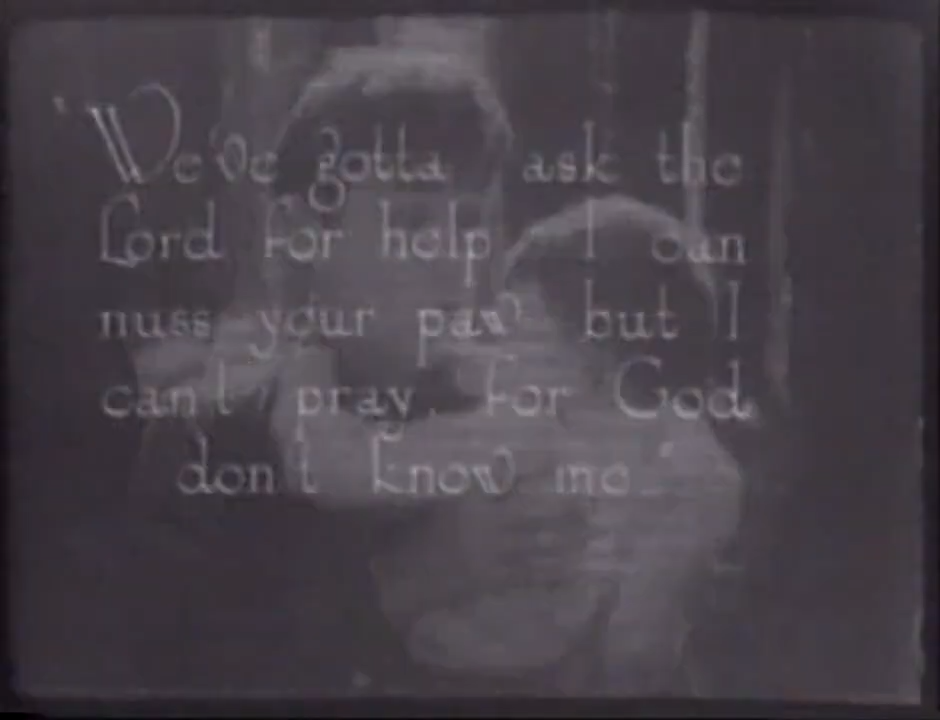 "We've gotta ask the
Lord for help I can
nuss your paw but I
can't pray, for God
don't know me